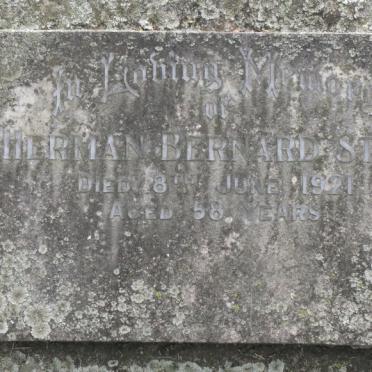 In Loving Memory
of
HERMAN BERNARD
DIED 8TH JUNE 1921
AGED 58 YEARS